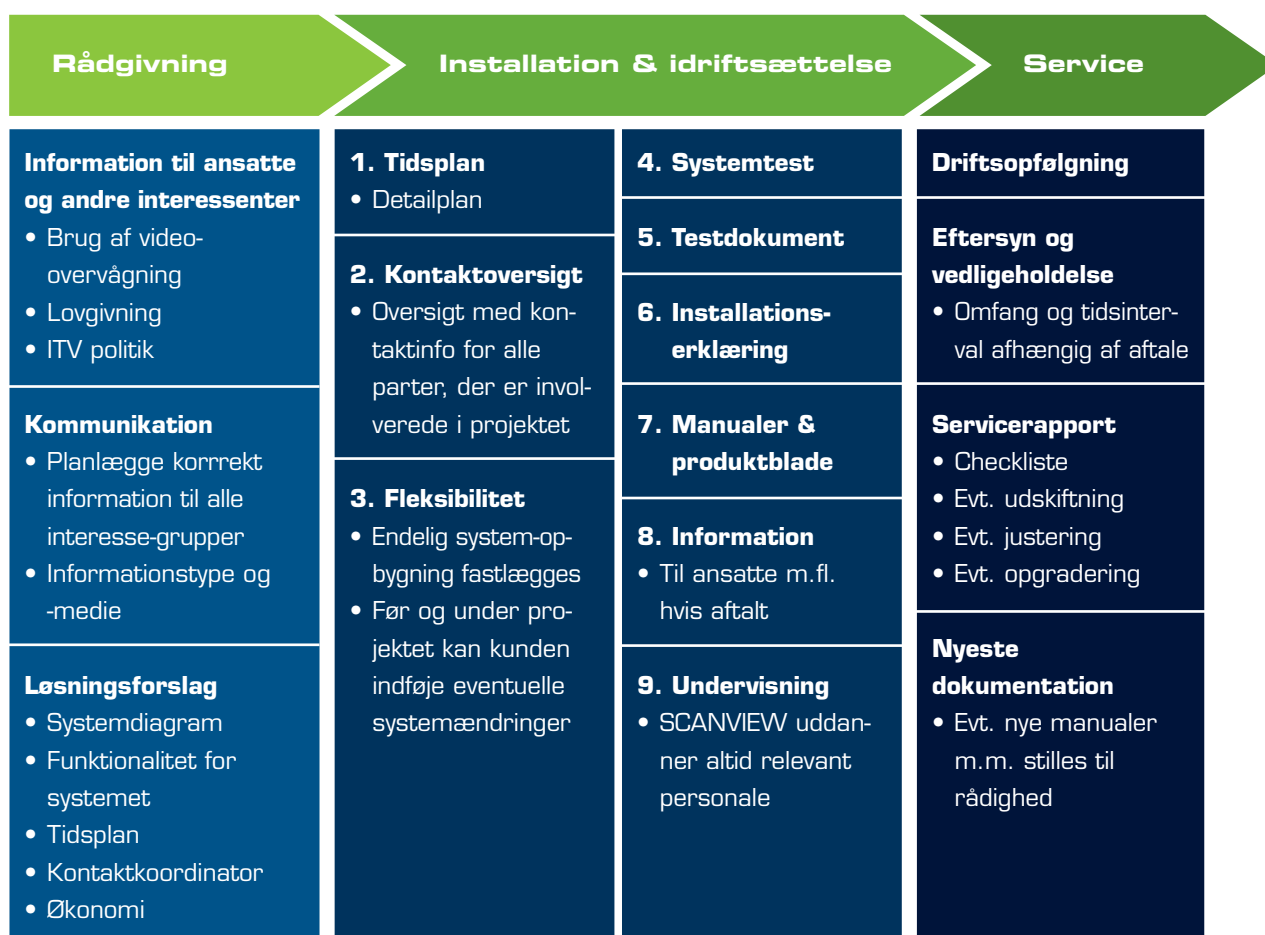 Rådgivning
Installation & idriftsættelse
Service
Information til ansatte
og andre interessenter
• Brug af video-
overvågning
• Lovgivning
• ITV politik
Kommunikation
• Planlægge korrrekt
information til alle
interesse-grupper
• Informationstype og
-medie
Løsningsforslag
• Systemdiagram
• Funktionalitet for
systemet
• Tidsplan
• Kontaktkoordinator
• Økonomi
1. Tidsplan
• Detailplan
2. Kontaktoversigt
• Oversigt med kon-
taktinfo for alle
parter, der er invol-
verede i projektet
3. Fleksibilitet
• Endelig system-op-
bygning fastlægges
• Før og under pro-
jektet kan kunden
indføje eventuelle
systemændringer
4. Systemtest
5. Testdokument
6. Installations-
erklæring
7. Manualer &
produktblade
8. Information
• Til ansatte m.fl.
hvis aftalt
9. Undervisning
• SCANVIEW uddan-
ner altid relevant
personale
Driftsopfølgning
Eftersyn og
vedligeholdelse
• Omfang og tidsinter-
val afhængig af aftale
Servicerapport
• Checkliste
• Evt. udskiftning
• Evt. justering
• Evt. opgradering
Nyeste
dokumentation
• Evt. nye manualer
m.m. stilles til
rådighed